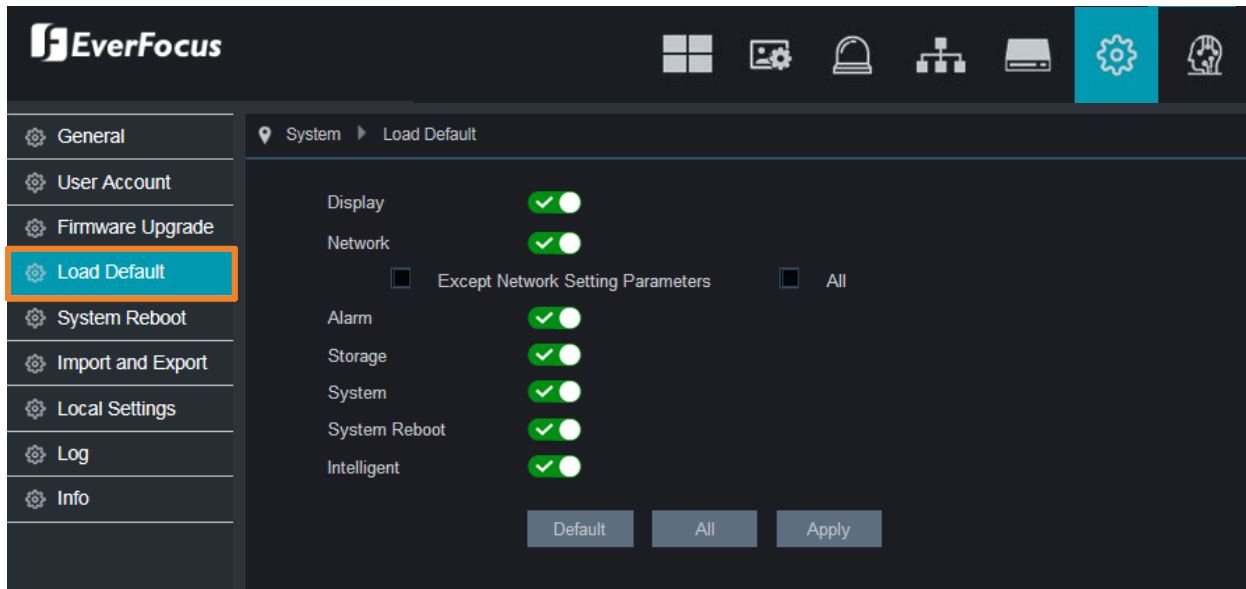 EverFocus
General
User Account
Firmware Upgrade
Load Default
System Reboot
Import and Export
Local Settings
Log
Info
System Load Default
Display
Network
Except Network Setting Parameters All
Alarm
Storage
System
System Reboot
Intelligent
Default All Apply